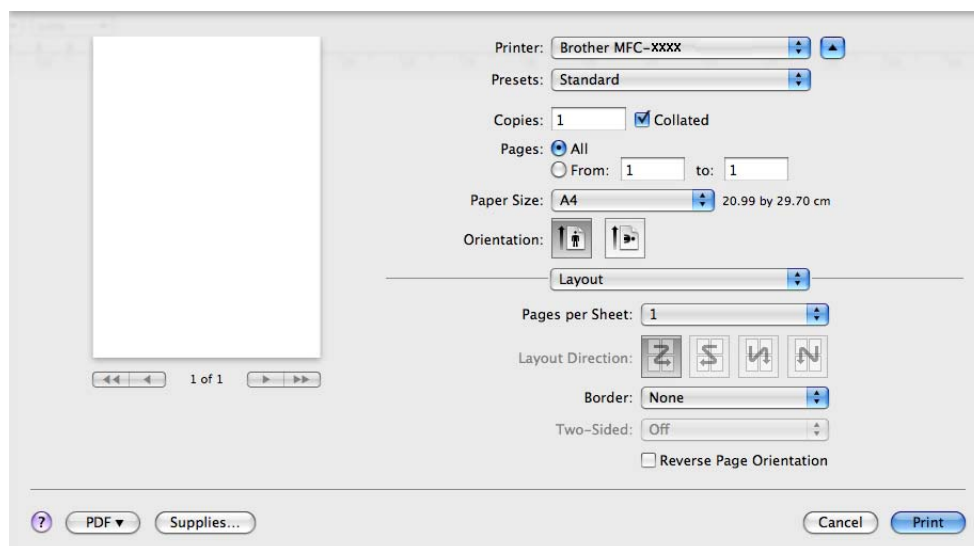 Printer: Brother MFC-XXXX
Presets: Standard
Copies: 1 Collated
Pages: All
From: 1 to: 1
Paper Size: A4 20.99 by 29.70 cm
Orientation:
Layout
Pages per Sheet: 1
Layout Direction:
Border: None
Two-Sided: Off
Reverse Page Orientation
1 of 1
? PDF▼ Supplies... Cancel Print